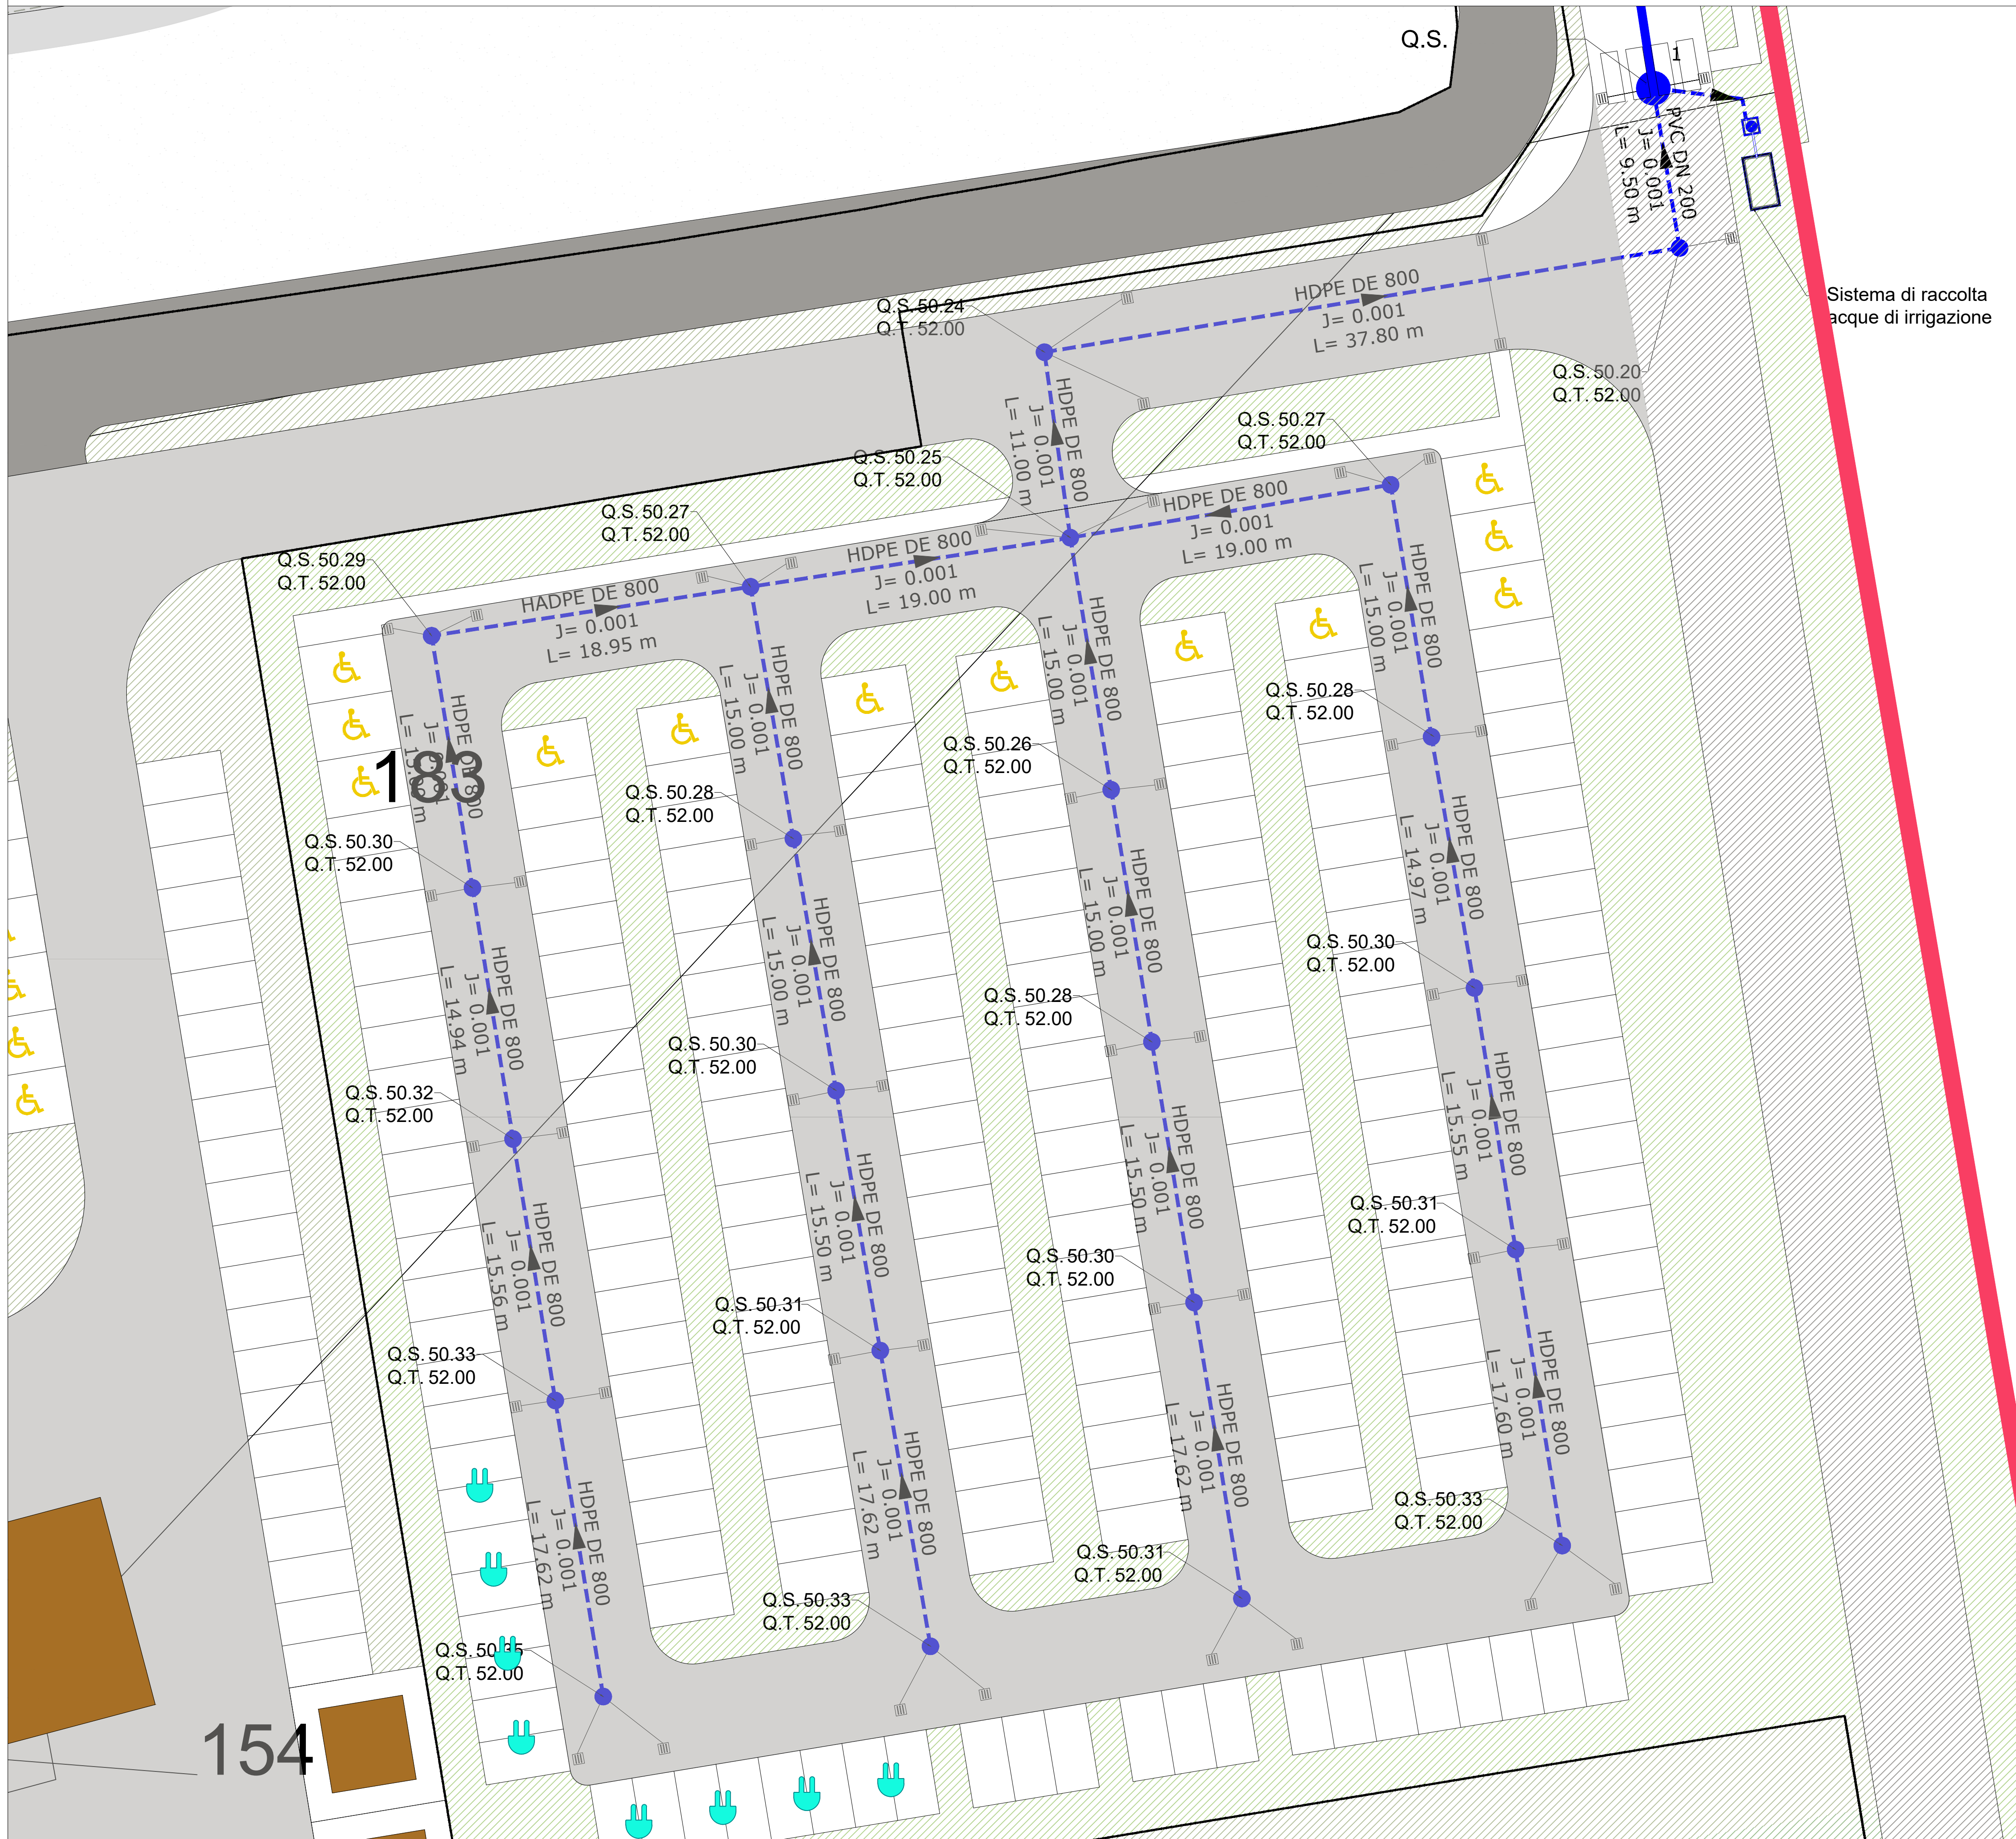 Q.S.
1
PVC DN 200
J= 0.001
L= 9.50 m
Sistema di raccolta
acque di irrigazione
Q.S. 50.24
Q.T. 52.00
HDPE DE 800
J= 0.001
L= 37.80 m
Q.S. 50.20
Q.T. 52.00
HDPE DE 800
J= 0.001
L= 11.00 m
Q.S. 50.27
Q.T. 52.00
Q.S. 50.25
Q.T. 52.00
HDPE DE 800
J= 0.001
L= 19.00 m
Q.S. 50.27
Q.T. 52.00
HDPE DE 800
J= 0.001
L= 19.00 m
Q.S. 50.29
Q.T. 52.00
HADPE DE 800
J= 0.001
L= 18.95 m
HDPE DE 800
183
Q.S. 50.30
Q.T. 52.00
HDPE DE 800
J= 0.001
L= 14.94 m
Q.S. 50.32
Q.T. 52.00
HDPE DE 800
J= 0.001
L= 15.56 m
Q.S. 50.33
Q.T. 52.00
HDPE DE 800
J= 0.001
L= 17.62 m
Q.S. 50.35
Q.T. 52.00
HDPE DE 800
J= 0.001
L= 15.00 m
Q.S. 50.28
Q.T. 52.00
HDPE DE 800
J= 0.001
L= 15.00 m
Q.S. 50.30
Q.T. 52.00
HDPE DE 800
J= 0.001
L= 15.50 m
Q.S. 50.31
Q.T. 52.00
HDPE DE 800
J= 0.001
L= 17.62 m
Q.S. 50.33
Q.T. 52.00
HDPE DE 800
J= 0.001
L= 15.00 m
Q.S. 50.26
Q.T. 52.00
HDPE DE 800
J= 0.001
L= 15.00 m
Q.S. 50.28
Q.T. 52.00
HDPE DE 800
J= 0.001
L= 15.50 m
Q.S. 50.30
Q.T. 52.00
HDPE DE 800
J= 0.001
L= 17.62 m
Q.S. 50.31
Q.T. 52.00
HDPE DE 800
J= 0.001
L= 15.00 m
Q.S. 50.28
Q.T. 52.00
HDPE DE 800
J= 0.001
L= 14.97 m
Q.S. 50.30
Q.T. 52.00
HDPE DE 800
J= 0.001
L= 15.55 m
Q.S. 50.31
Q.T. 52.00
HDPE DE 800
J= 0.001
L= 17.60 m
Q.S. 50.33
Q.T. 52.00
154